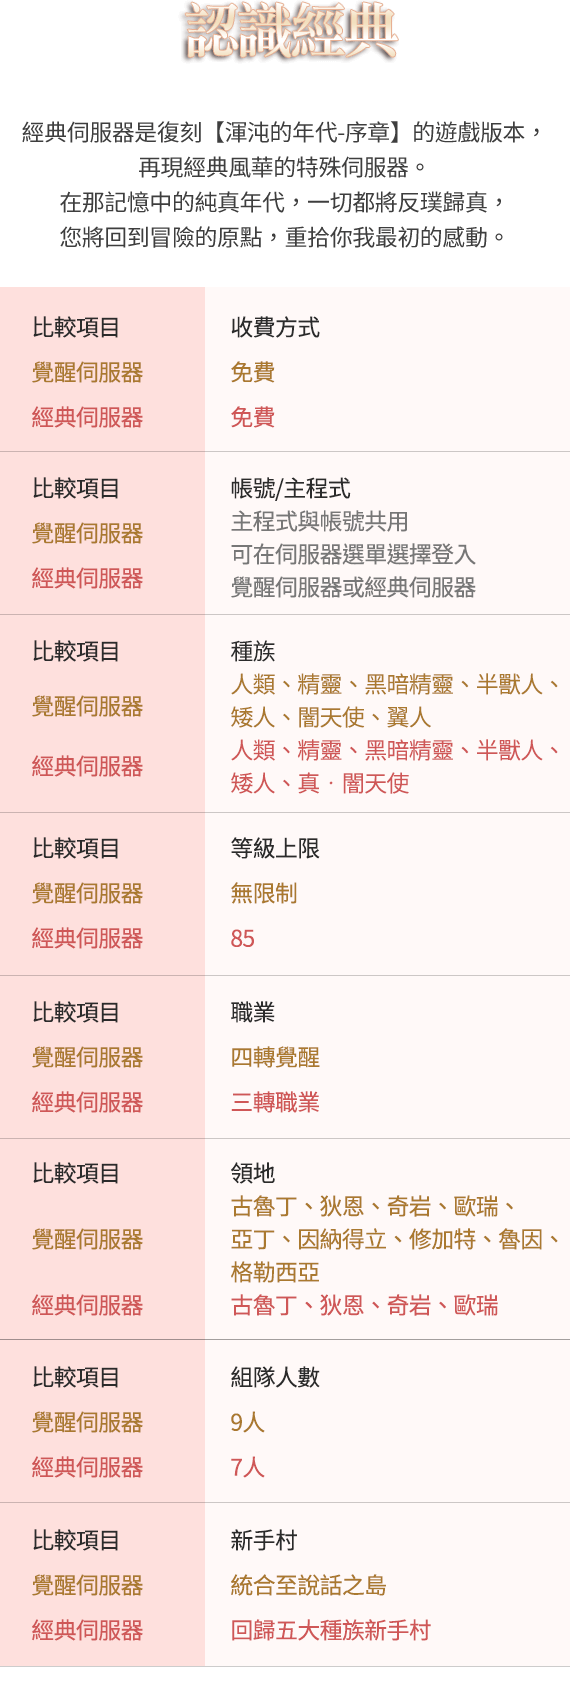 認識經典
經典伺服器是復刻【渾沌的年代-序章】的遊戲版本，
再現經典風華的特殊伺服器。
在那記憶中的純真年代，一切都將反璞歸真，
您將回到冒險的原點，重拾你我最初的感動。
比較項目 收費方式
覺醒伺服器 免費
經典伺服器 免費
比較項目 帳號/主程式
主程式與帳號共用
覺醒伺服器
可在伺服器選單選擇登入
經典伺服器
覺醒伺服器或經典伺服器
比較項目 種族
人類、精靈、黑暗精靈、半獸人、
覺醒伺服器
矮人、闇天使、翼人
人類、精靈、黑暗精靈、半獸人、
經典伺服器
矮人、真‧闇天使
比較項目 等級上限
覺醒伺服器 無限制
經典伺服器 85
比較項目 職業
覺醒伺服器 四轉覺醒
經典伺服器 三轉職業
比較項目 領地
古魯丁、狄恩、奇岩、歐瑞、
覺醒伺服器 亞丁、因納得立、修加特、魯因、
格勒西亞
經典伺服器 古魯丁、狄恩、奇岩、歐瑞
比較項目 組隊人數
覺醒伺服器 9人
經典伺服器 7人
比較項目 新手村
覺醒伺服器 統合至說話之島
經典伺服器 回歸五大種族新手村